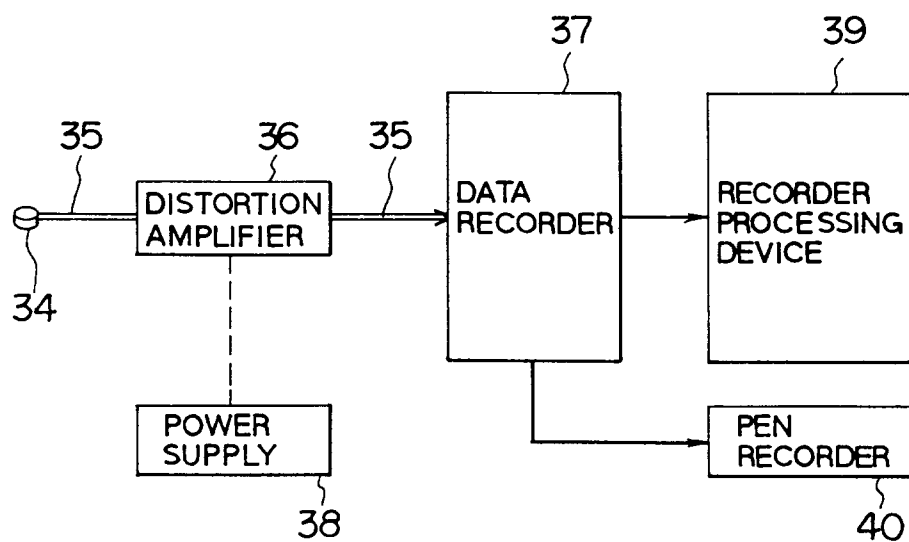 37
39
35
36
35
DISTORTION
AMPLIFIER
DATA
RECORDER
RECORDER
PROCESSING
DEVICE
34
POWER
SUPPLY
38
PEN
RECORDER
40